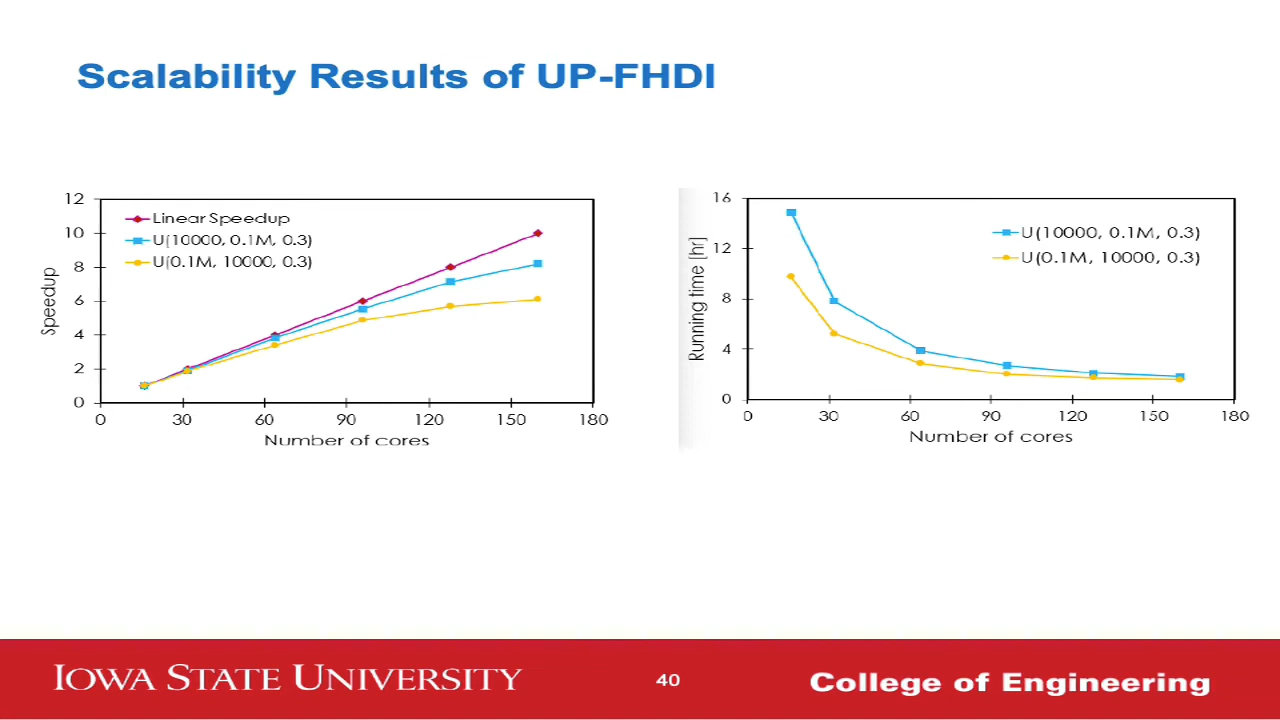 Scalability Results of UP-FHDI
12
10
8
6
4
2
0
Speedup
Linear Speedup
U(10000, 0.1M, 0.3)
U(0.1M, 10000, 0.3)
0 30 60 90 120 150 180
Number of cores
16
12
8
4
0
Running time [hr]
U(10000, 0.1M, 0.3)
U(0.1M, 10000, 0.3)
0 30 60 90 120 150 180
Number of cores
IOWA STATE UNIVERSITY
40
College of Engineering